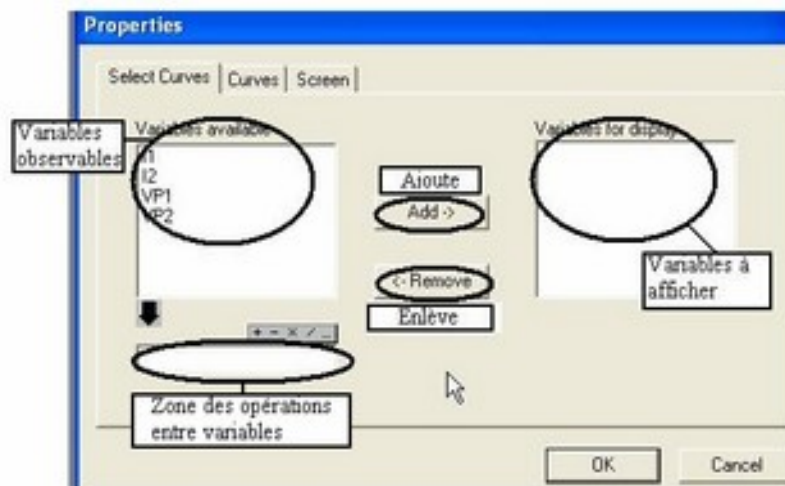 Properties
Select Curves
Curves
Screen
Variables observables
Variables available
Variables for display
I1
I2
VP1
VP2
Ajoute
Add ->
<- Remove
Enlève
Variables à
afficher
+ - × / ...
Zone des opérations
entre variables
OK
Cancel